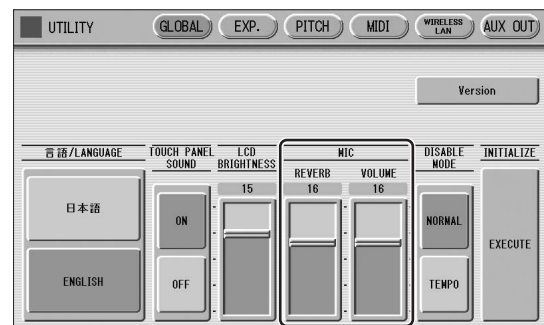 UTILITY
GLOBAL
EXP.
PITCH
MIDI
WIRELESS
LAN
AUX OUT
Version
言語/LANGUAGE
TOUCH PANEL
SOUND
LCD
BRIGHTNESS
MIC
DISABLE
MODE
INITIALIZE
REVERB
VOLUME
15
16
16
日本語
ON
NORMAL
EXECUTE
ENGLISH
OFF
TEMPO